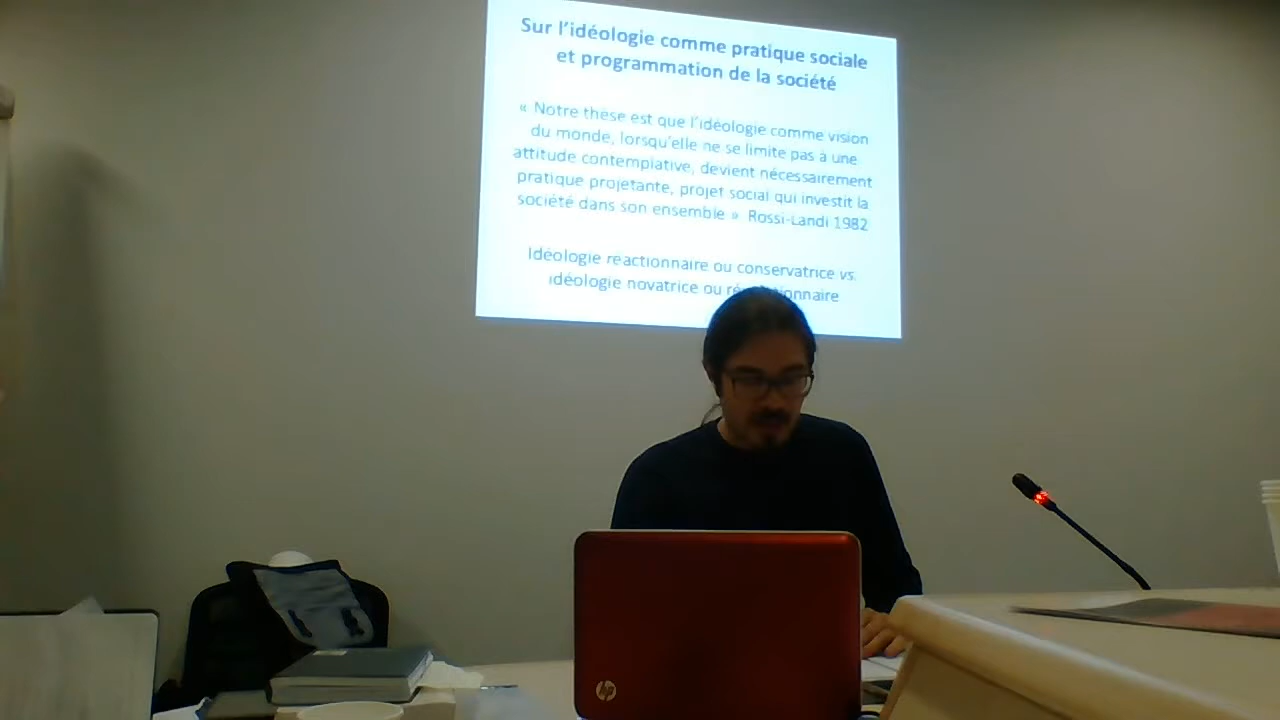 Sur l'idéologie comme pratique sociale
et programmation de la société
« Notre thèse est que l'idéologie comme vision
du monde, lorsqu'elle ne se limite pas à une
attitude contemplative, devient nécessairement
pratique projetante, projet social qui investit la
société dans son ensemble » Rossi-Landi 1982
Idéologie réactionnaire ou conservatrice vs.
idéologie novatrice ou
hp